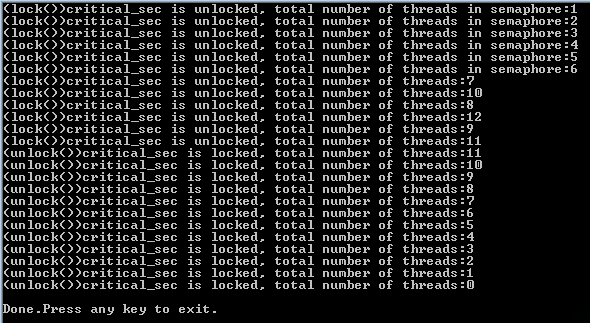 (lock())critical_sec is unlocked, total number of threads in semaphore:1
(lock())critical_sec is unlocked, total number of threads in semaphore:2
(lock())critical_sec is unlocked, total number of threads in semaphore:3
(lock())critical_sec is unlocked, total number of threads in semaphore:4
(lock())critical_sec is unlocked, total number of threads in semaphore:5
(lock())critical_sec is unlocked, total number of threads in semaphore:6
(lock())critical_sec is unlocked, total number of threads:7
(lock())critical_sec is unlocked, total number of threads:10
(lock())critical_sec is unlocked, total number of threads:8
(lock())critical_sec is unlocked, total number of threads:12
(lock())critical_sec is unlocked, total number of threads:9
(lock())critical_sec is unlocked, total number of threads:11
(unlock())critical_sec is locked, total number of threads:11
(unlock())critical_sec is locked, total number of threads:10
(unlock())critical_sec is locked, total number of threads:9
(unlock())critical_sec is locked, total number of threads:8
(unlock())critical_sec is locked, total number of threads:7
(unlock())critical_sec is locked, total number of threads:6
(unlock())critical_sec is locked, total number of threads:5
(unlock())critical_sec is locked, total number of threads:4
(unlock())critical_sec is locked, total number of threads:3
(unlock())critical_sec is locked, total number of threads:2
(unlock())critical_sec is locked, total number of threads:1
(unlock())critical_sec is locked, total number of threads:0
Done.Press any key to exit.